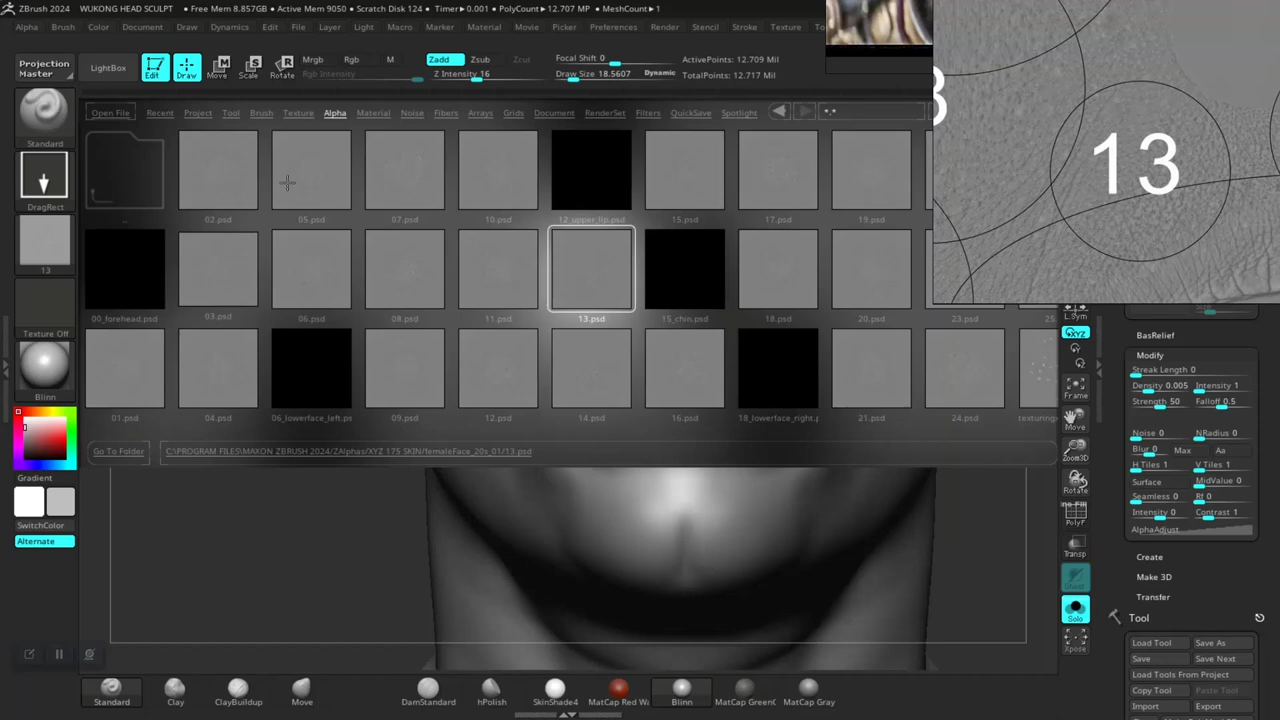 ZBrush 2024 WUKONG HEAD SCULPT • Free Mem 8.857GB • Active Mem 9050 • Scratch Disk 124 • Timer▸0.001 • PolyCount▸12.707 MP • MeshCount▸1
Alpha Brush Color Document Draw Dynamics Edit File Layer Light Macro Marker Material Movie Picker Preferences Render Stencil Stroke Texture
Projection Master
LightBox
Edit Draw Move Scale Rotate
Mrgb Rgb M
Rgb Intensity
Zadd Zsub Zcut
Z Intensity 16
Focal Shift 0
Draw Size 18.5607 Dynamic
ActivePoints: 12.709 Mil
TotalPoints: 12.717 Mil
Open File Recent Project Tool Brush Texture Alpha Material Noise Fibers Arrays Grids Document RenderSet Filters QuickSave Spotlight
Standard
DragRect
13
Texture Off
Blinn
Gradient
SwitchColor
Alternate
.. 02.psd 05.psd 07.psd 10.psd 12_upper_lip.psd 15.psd 17.psd 19.psd
00_forehead.psd 03.psd 06.psd 08.psd 11.psd 13.psd 15_chin.psd 18.psd 20.psd 23.psd 25.
01.psd 04.psd 06_lowerface_left.ps 09.psd 12.psd 14.psd 16.psd 18_lowerface_right.p 21.psd 24.psd texturing
Go To Folder C:\PROGRAM FILES\MAXON ZBRUSH 2024/ZAlphas/XYZ 175 SKIN/femaleFace_20s_01/13.psd
13
L.Sym
XYZ
Frame
Move
Zoom3D
Rotate
PolyF
Transp
Ghost
Solo
Xpose
BasRelief
Modify
Streak Length 0
Density 0.005 Intensity 1
Strength 50 Falloff 0.5
Noise 0 NRadius 0
Blur 0 Max Aa
H Tiles 1 V Tiles 1
Surface MidValue 0
Seamless 0 Rf 0
Intensity 0 Contrast 1
AlphaAdjust
Create
Make 3D
Transfer
Tool
Load Tool Save As
Save Save Next
Load Tools From Project
Copy Tool Paste Tool
Import Export
Standard Clay ClayBuildup Move DamStandard hPolish SkinShade4 MatCap Red Wa Blinn MatCap GreenC MatCap Gray